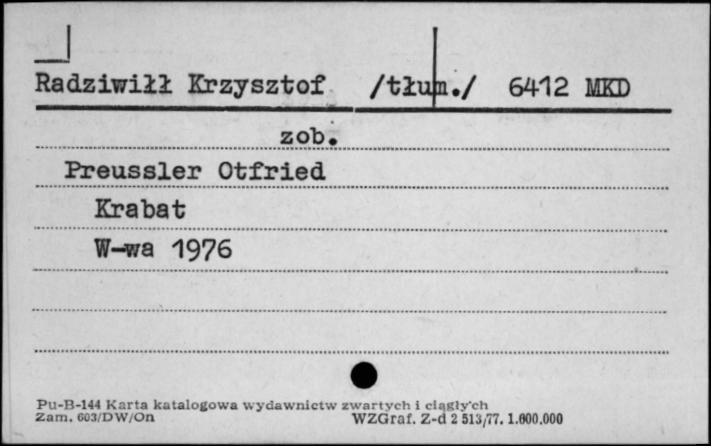 Radziwiłł Krzysztof /tłum./ 6412 MKD
zob.
Preussler Otfried
Krabat
W-wa 1976
Pu-B-144 Karta katalogowa wydawnictw zwartych i ciągłych
Zam. 603/DW/On WZGraf. Z-d 2 513/77. 1.600.000